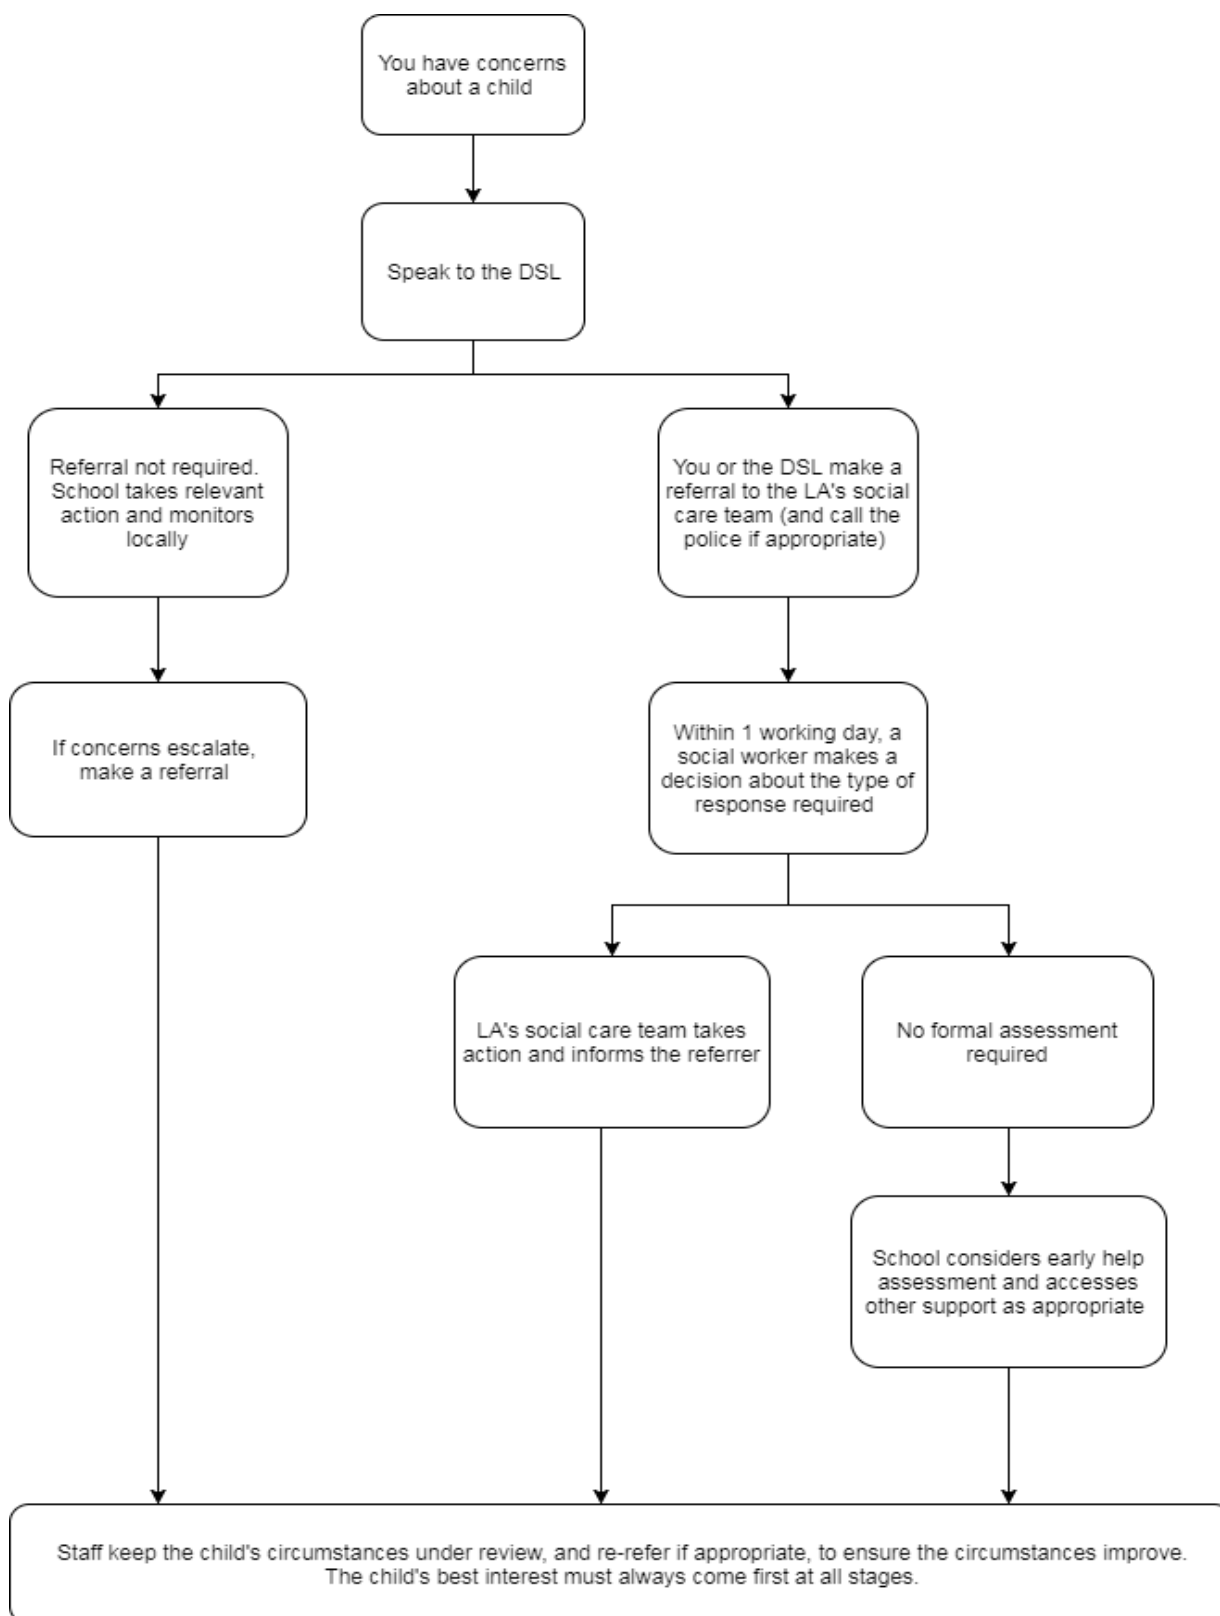 You have concerns
about a child
Speak to the DSL
Referral not required.
School takes relevant
action and monitors
locally
You or the DSL make a
referral to the LA's social
care team (and call the
police if appropriate)
If concerns escalate,
make a referral
Within 1 working day, a
social worker makes a
decision about the type of
response required
LA's social care team takes
action and informs the referrer
No formal assessment
required
School considers early help
assessment and accesses
other support as appropriate
Staff keep the child's circumstances under review, and re-refer if appropriate, to ensure the circumstances improve.
The child's best interest must always come first at all stages.